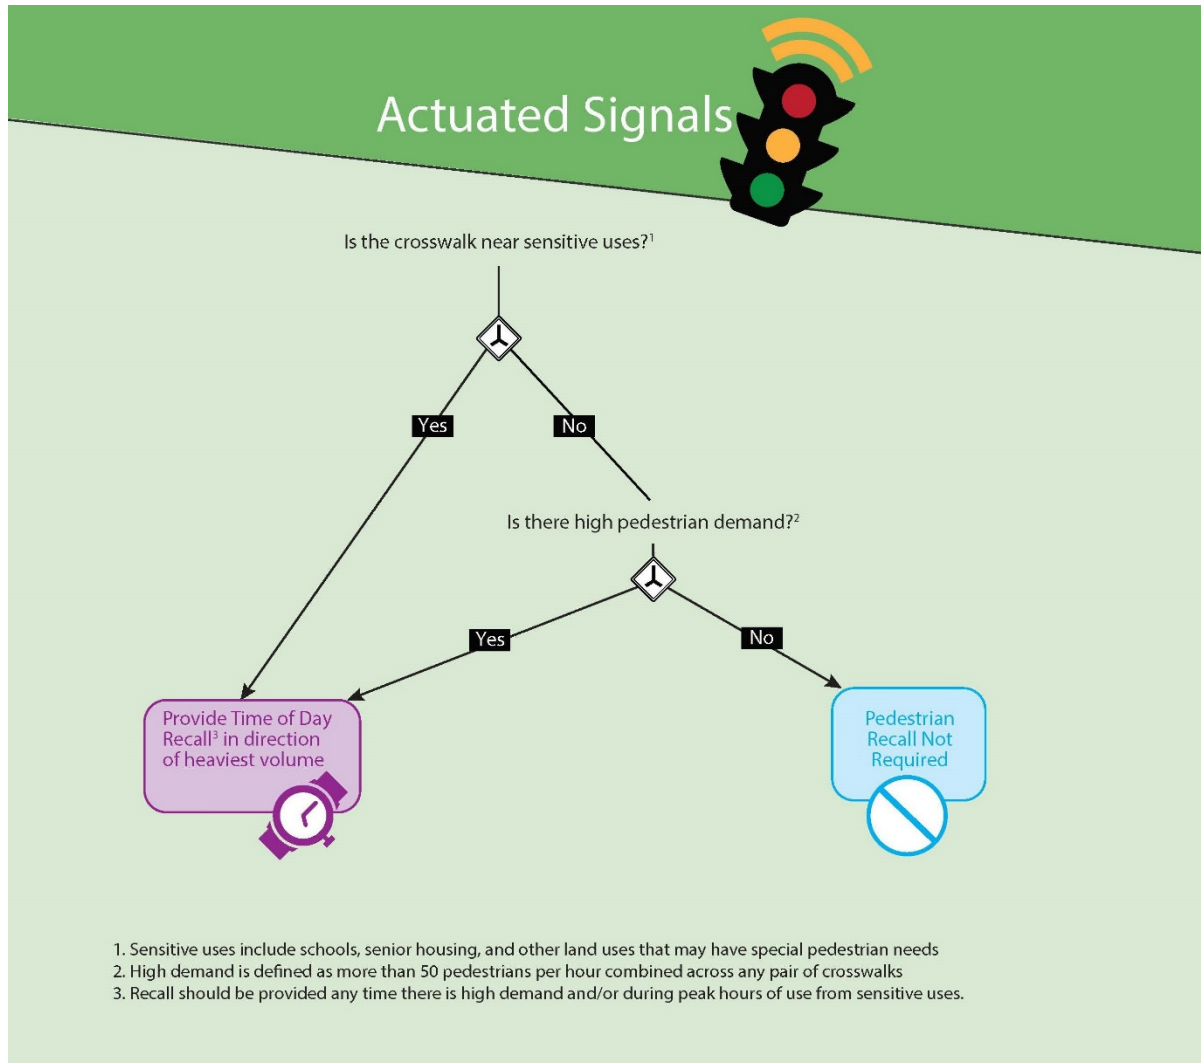 Actuated Signals
Is the crosswalk near sensitive uses?¹
Yes
No
Is there high pedestrian demand?²
Yes
No
Provide Time of Day
Recall³ in direction
of heaviest volume
Pedestrian
Recall Not
Required
1. Sensitive uses include schools, senior housing, and other land uses that may have special pedestrian needs
2. High demand is defined as more than 50 pedestrians per hour combined across any pair of crosswalks
3. Recall should be provided any time there is high demand and/or during peak hours of use from sensitive uses.